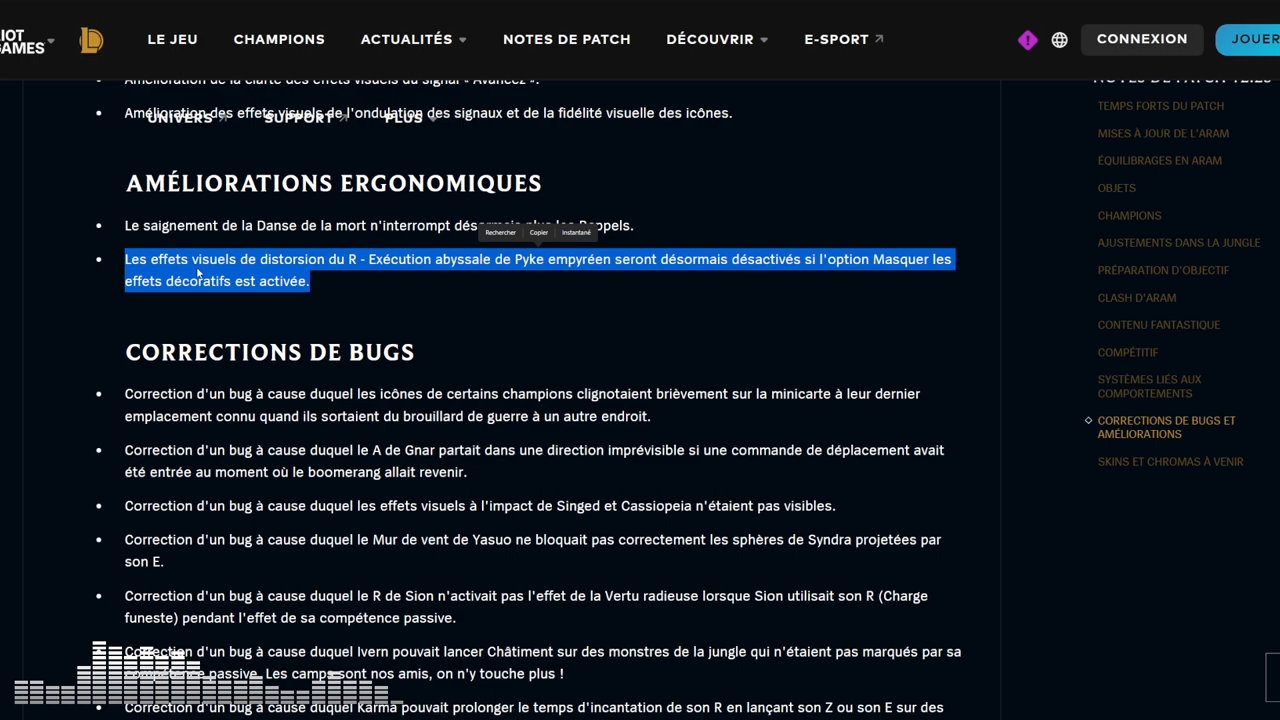 RIOT
GAMES
LE JEU
CHAMPIONS
ACTUALITÉS
NOTES DE PATCH
DÉCOUVRIR
E-SPORT
CONNEXION
JOUER
Amélioration de la clarté des effets visuels du signal « Avancez ».
Amélioration des effets visuels de l'ondulation des signaux et de la fidélité visuelle des icônes.
UNIVERS
SUPPORT
PLUS
AMÉLIORATIONS ERGONOMIQUES
Le saignement de la Danse de la mort n'interrompt désormais plus les Rappels.
Rechercher
Copier
Instantané
Les effets visuels de distorsion du R - Exécution abyssale de Pyke empyréen seront désormais désactivés si l'option Masquer les
effets décoratifs est activée.
CORRECTIONS DE BUGS
Correction d'un bug à cause duquel les icônes de certains champions clignotaient brièvement sur la minicarte à leur dernier
emplacement connu quand ils sortaient du brouillard de guerre à un autre endroit.
Correction d'un bug à cause duquel le A de Gnar partait dans une direction imprévisible si une commande de déplacement avait
été entrée au moment où le boomerang allait revenir.
Correction d'un bug à cause duquel les effets visuels à l'impact de Singed et Cassiopeia n'étaient pas visibles.
Correction d'un bug à cause duquel le Mur de vent de Yasuo ne bloquait pas correctement les sphères de Syndra projetées par
son E.
Correction d'un bug à cause duquel le R de Sion n'activait pas l'effet de la Vertu radieuse lorsque Sion utilisait son R (Charge
funeste) pendant l'effet de sa compétence passive.
Correction d'un bug à cause duquel Ivern pouvait lancer Châtiment sur des monstres de la jungle qui n'étaient pas marqués par sa
compétence passive. Les camps sont nos amis, on n'y touche plus !
Correction d'un bug à cause duquel Karma pouvait prolonger le temps d'incantation de son R en lançant son Z ou son E sur des
NOTES DE PATCH 12.23
TEMPS FORTS DU PATCH
MISES À JOUR DE L'ARAM
ÉQUILIBRAGES EN ARAM
OBJETS
CHAMPIONS
AJUSTEMENTS DANS LA JUNGLE
PRÉPARATION D'OBJECTIF
CLASH D'ARAM
CONTENU FANTASTIQUE
COMPÉTITIF
SYSTÈMES LIÉS AUX
COMPORTEMENTS
CORRECTIONS DE BUGS ET
AMÉLIORATIONS
SKINS ET CHROMAS À VENIR